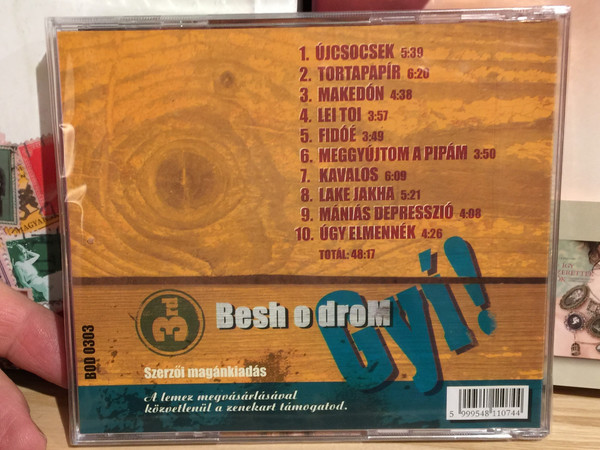 1. ÚJCSOCSEK 5:39
2. TORTAPAPÍR 6:26
3. MAKEDÓN 4:38
4. LEI TOI 3:57
5. FIDÓÉ 3:49
6. MEGGYÚJTOM A PIPÁM 3:50
7. KAVALOS 6:09
8. LAKE JAKHA 5:21
9. MÁNIÁS DEPRESSZIÓ 4:08
10. ÚGY ELMENNÉK 4:26
TOTÁL: 48:17
3rd
Besh o droM
Gyi!
BOD 0303
Szerzői magánkiadás
A lemez megvásárlásával
közvetlenül a zenekart támogatod.
5 999548 110744